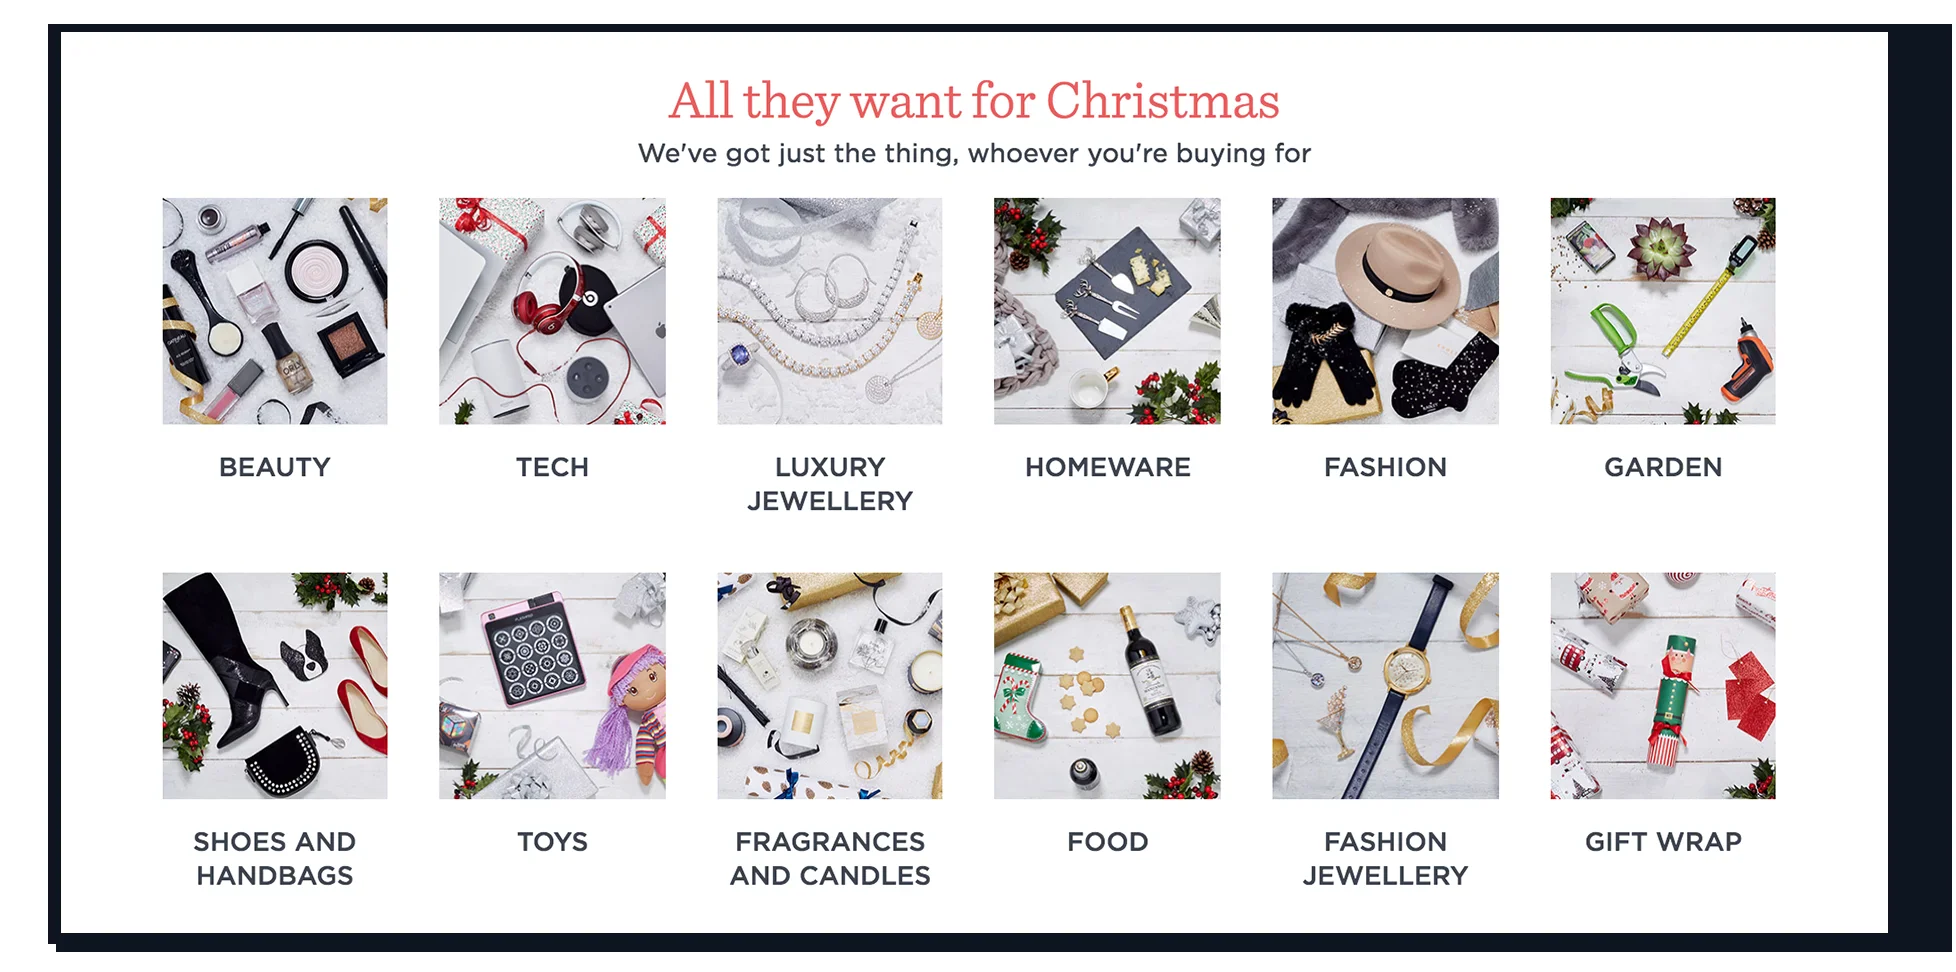 All they want for Christmas
We've got just the thing, whoever you're buying for
BEAUTY
TECH
LUXURY
JEWELLERY
HOMEWARE
FASHION
GARDEN
SHOES AND
HANDBAGS
TOYS
FRAGRANCES
AND CANDLES
FOOD
FASHION
JEWELLERY
GIFT WRAP